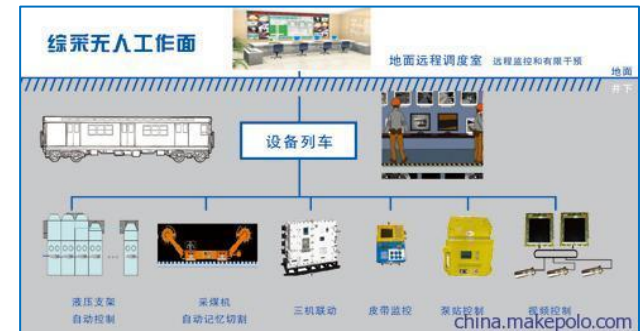 综采无人工作面
地面远程调度室 远程监控和有限干预
地面
井下
设备列车
液压支架
自动控制
采煤机
自动记忆切割
三机联动
皮带监控
泵站控制
视频控制
china.makepolo.com